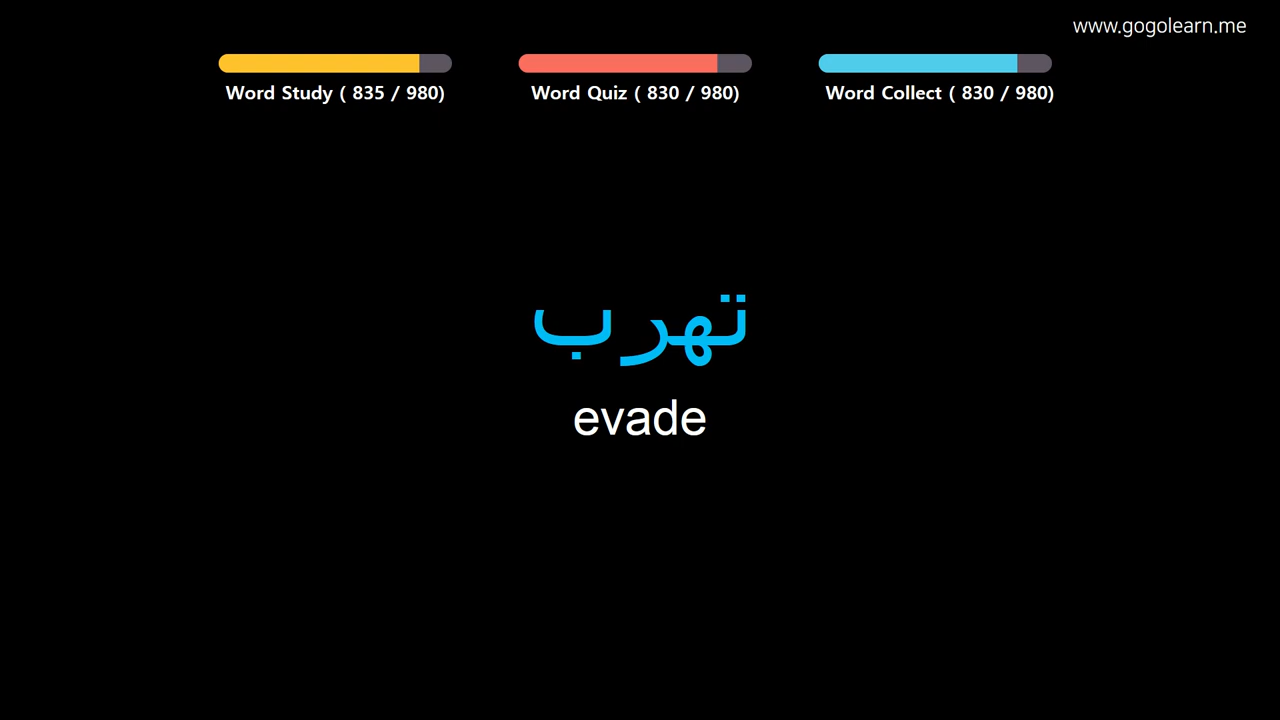 www.gogolearn.me
Word Study ( 835 / 980)
Word Quiz ( 830 / 980)
Word Collect ( 830 / 980)
تهرب
evade